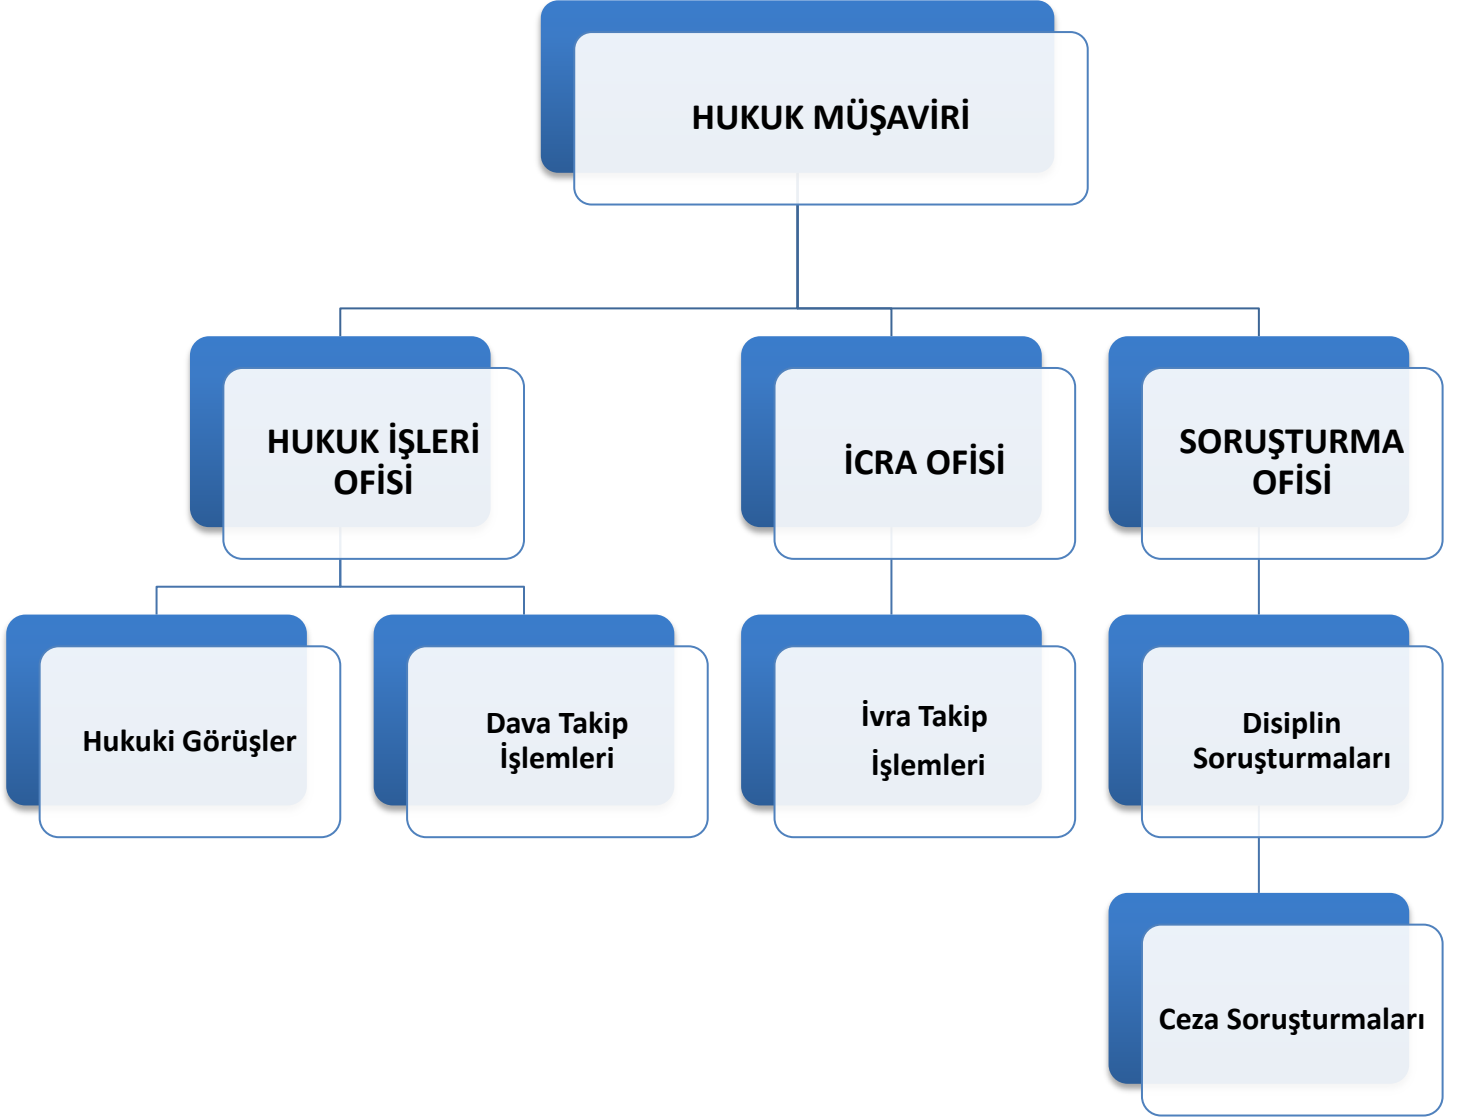 HUKUK MÜŞAVİRİ
HUKUK İŞLERİ
OFİSİ
İCRA OFİSİ
SORUŞTURMA
OFİSİ
Hukuki Görüşler
Dava Takip
İşlemleri
İvra Takip
İşlemleri
Disiplin
Soruşturmaları
Ceza Soruşturmaları